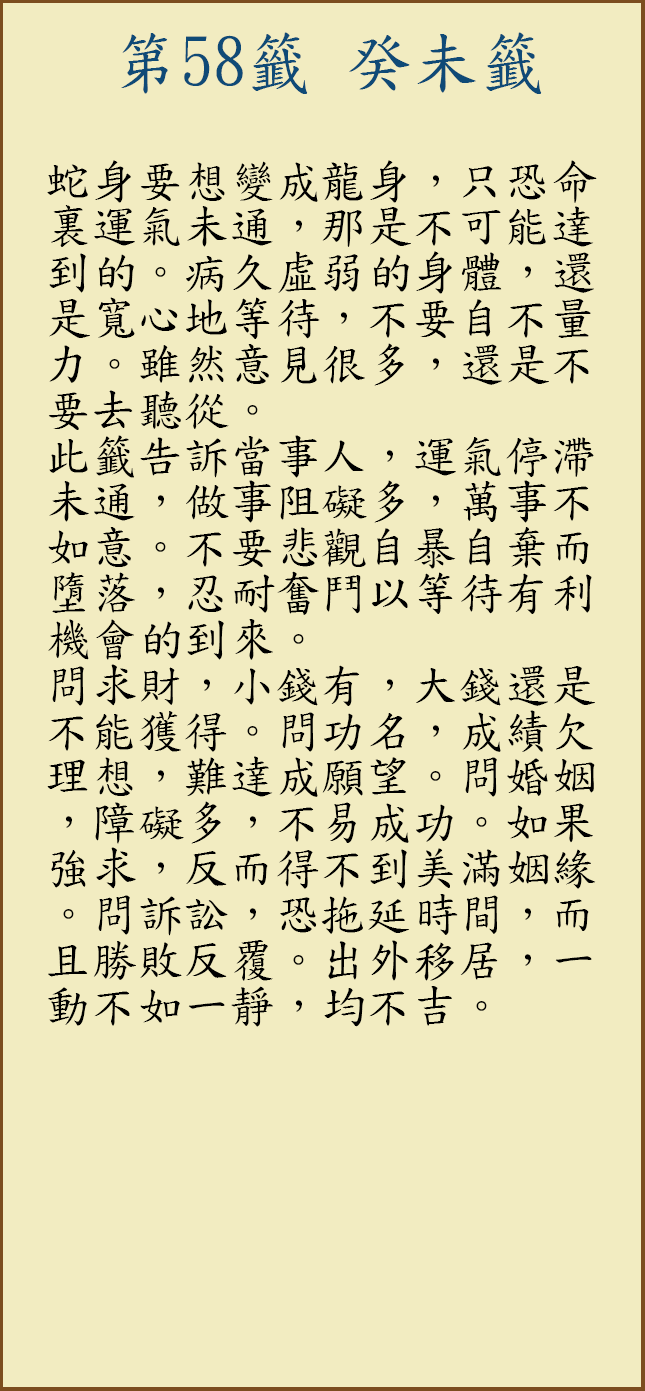 第58籤 癸未籤
蛇身要想變成龍身，只恐命
裏運氣未通，那是不可能達
到的。病久虛弱的身體，還
是寬心地等待，不要自不量
力。雖然意見很多，還是不
要去聽從。
此籤告訴當事人，運氣停滯
未通，做事阻礙多，萬事不
如意。不要悲觀自暴自棄而
墮落，忍耐奮鬥以等待有利
機會的到來。
問求財，小錢有，大錢還是
不能獲得。問功名，成績欠
理想，難達成願望。問婚姻
，障礙多，不易成功。如果
強求，反而得不到美滿姻緣
。問訴訟，恐拖延時間，而
且勝敗反覆。出外移居，一
動不如一靜，均不吉。